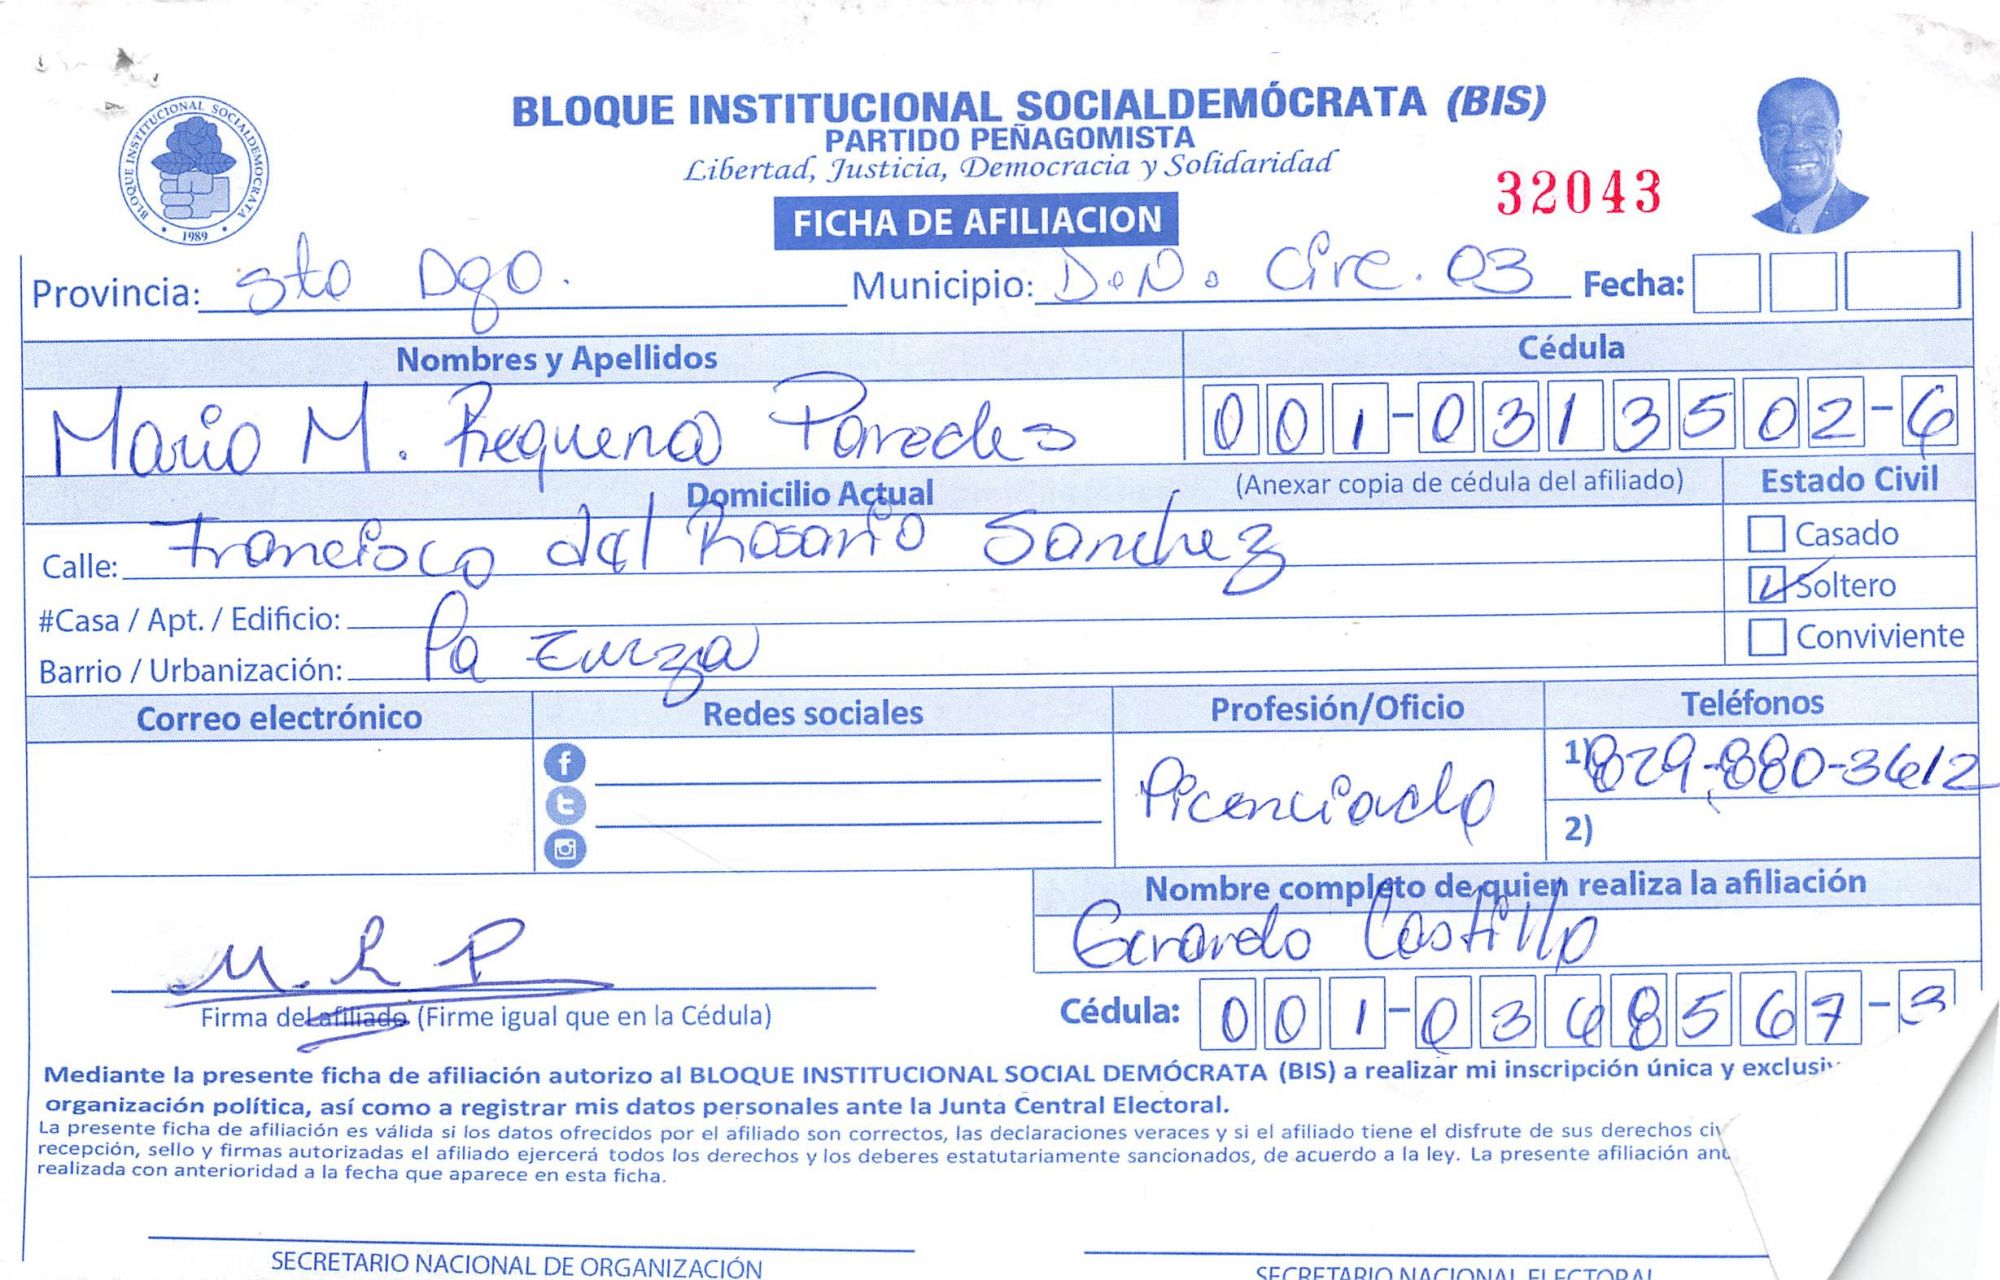 BLOQUE INSTITUCIONAL SOCIALDEMÓCRATA (BIS)
PARTIDO PEÑAGOMISTA
Libertad, Justicia, Democracia y Solidaridad
BLOQUE INSTITUCIONAL SOCIALDEMOCRATA
1989
32043
FICHA DE AFILIACION
Provincia: Sto Dgo. Municipio: D.N. Circ. 03 Fecha:
Nombres y Apellidos Cédula
Mario M. Requena Paredes 001-0313502-6
Domicilio Actual (Anexar copia de cédula del afiliado) Estado Civil
Calle: Francisco del Rosario Sanchez Casado
Soltero
#Casa / Apt. / Edificio:
Conviviente
Barrio / Urbanización: La
Correo electrónico Redes sociales Profesión/Oficio Teléfonos
Licenciado 1) 829-880-3612
2)
Nombre completo de quien realiza la afiliación
Gerardo Castillo
M. R P
Firma del afiliado (Firme igual que en la Cédula) Cédula: 001-0348567-3
Mediante la presente ficha de afiliación autorizo al BLOQUE INSTITUCIONAL SOCIAL DEMÓCRATA (BIS) a realizar mi inscripción única y exclusiv
organización política, así como a registrar mis datos personales ante la Junta Central Electoral.
La presente ficha de afiliación es válida si los datos ofrecidos por el afiliado son correctos, las declaraciones veraces y si el afiliado tiene el disfrute de sus derechos civ
recepción, sello y firmas autorizadas el afiliado ejercerá todos los derechos y los deberes estatutariamente sancionados, de acuerdo a la ley. La presente afiliación anu
realizada con anterioridad a la fecha que aparece en esta ficha.
SECRETARIO NACIONAL DE ORGANIZACIÓN SECRETARIO NACIONAL ELECTORAL